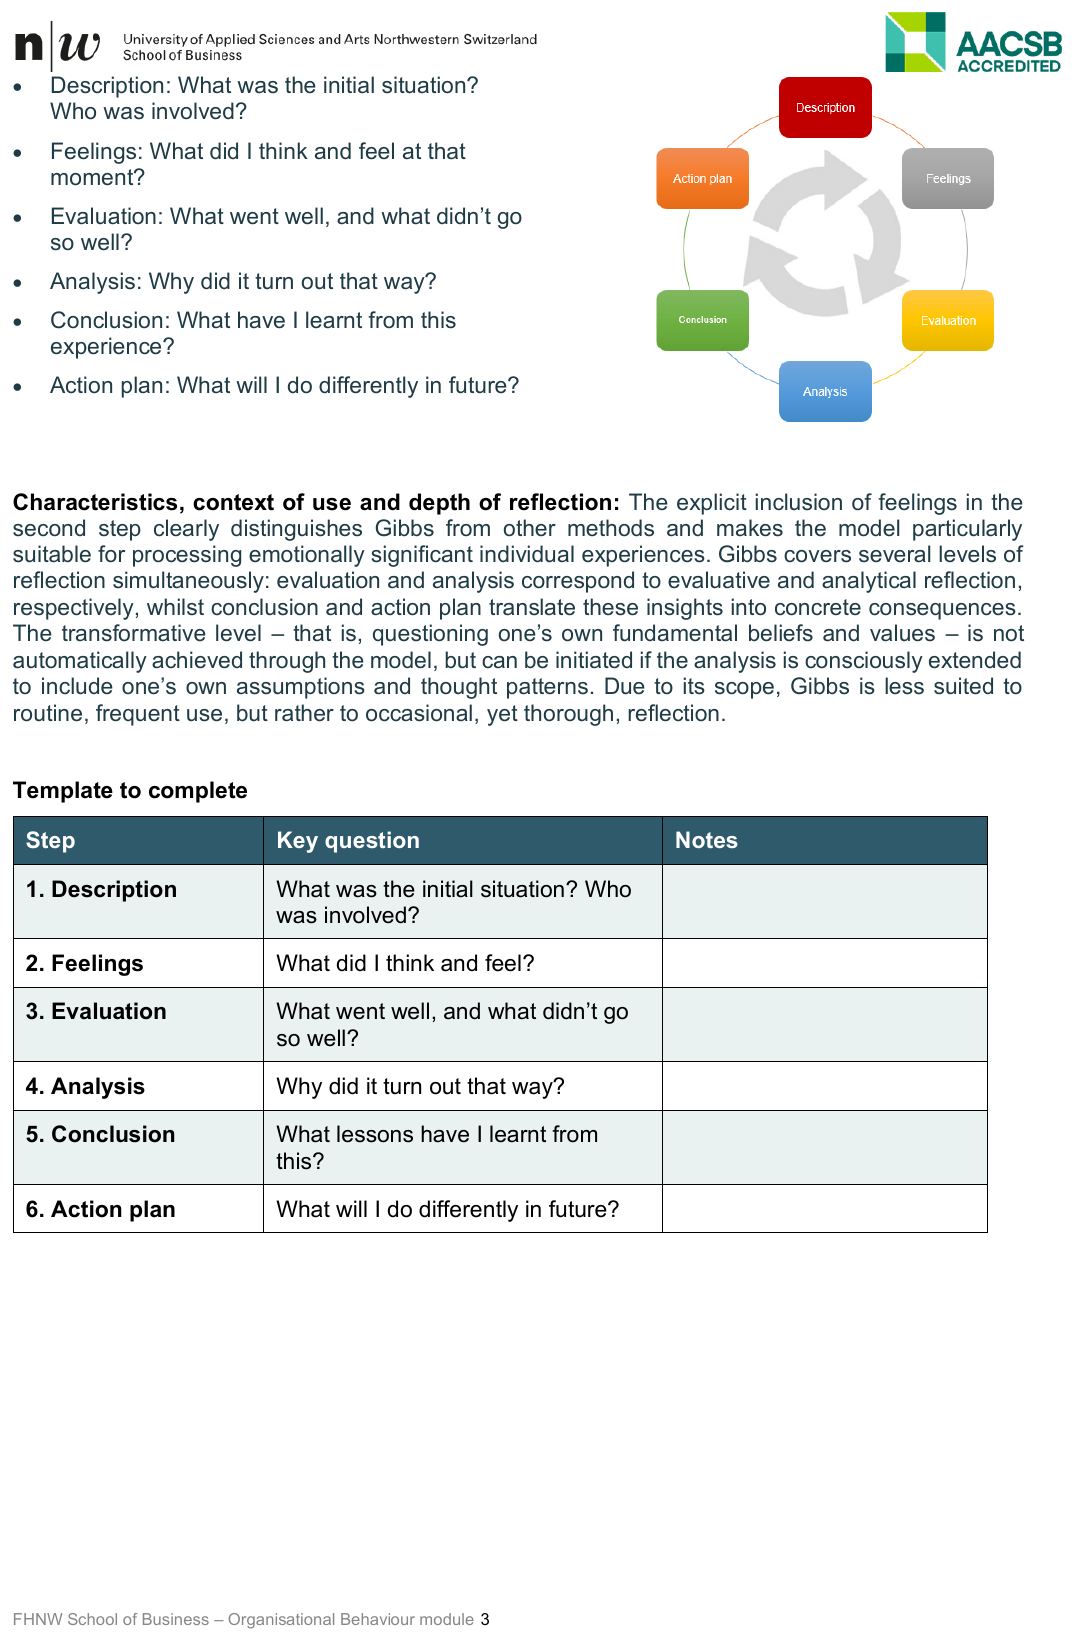 n|w University of Applied Sciences and Arts Northwestern Switzerland
School of Business
AACSB
ACCREDITED
• Description: What was the initial situation?
Who was involved?
• Feelings: What did I think and feel at that
moment?
• Evaluation: What went well, and what didn’t go
so well?
• Analysis: Why did it turn out that way?
• Conclusion: What have I learnt from this
experience?
• Action plan: What will I do differently in future?
Description
Feelings
Evaluation
Analysis
Conclusion
Action plan
Characteristics, context of use and depth of reflection: The explicit inclusion of feelings in the
second step clearly distinguishes Gibbs from other methods and makes the model particularly
suitable for processing emotionally significant individual experiences. Gibbs covers several levels of
reflection simultaneously: evaluation and analysis correspond to evaluative and analytical reflection,
respectively, whilst conclusion and action plan translate these insights into concrete consequences.
The transformative level – that is, questioning one’s own fundamental beliefs and values – is not
automatically achieved through the model, but can be initiated if the analysis is consciously extended
to include one’s own assumptions and thought patterns. Due to its scope, Gibbs is less suited to
routine, frequent use, but rather to occasional, yet thorough, reflection.
Template to complete
Step Key question Notes
1. Description What was the initial situation? Who
was involved?
2. Feelings What did I think and feel?
3. Evaluation What went well, and what didn’t go
so well?
4. Analysis Why did it turn out that way?
5. Conclusion What lessons have I learnt from
this?
6. Action plan What will I do differently in future?
FHNW School of Business – Organisational Behaviour module 3